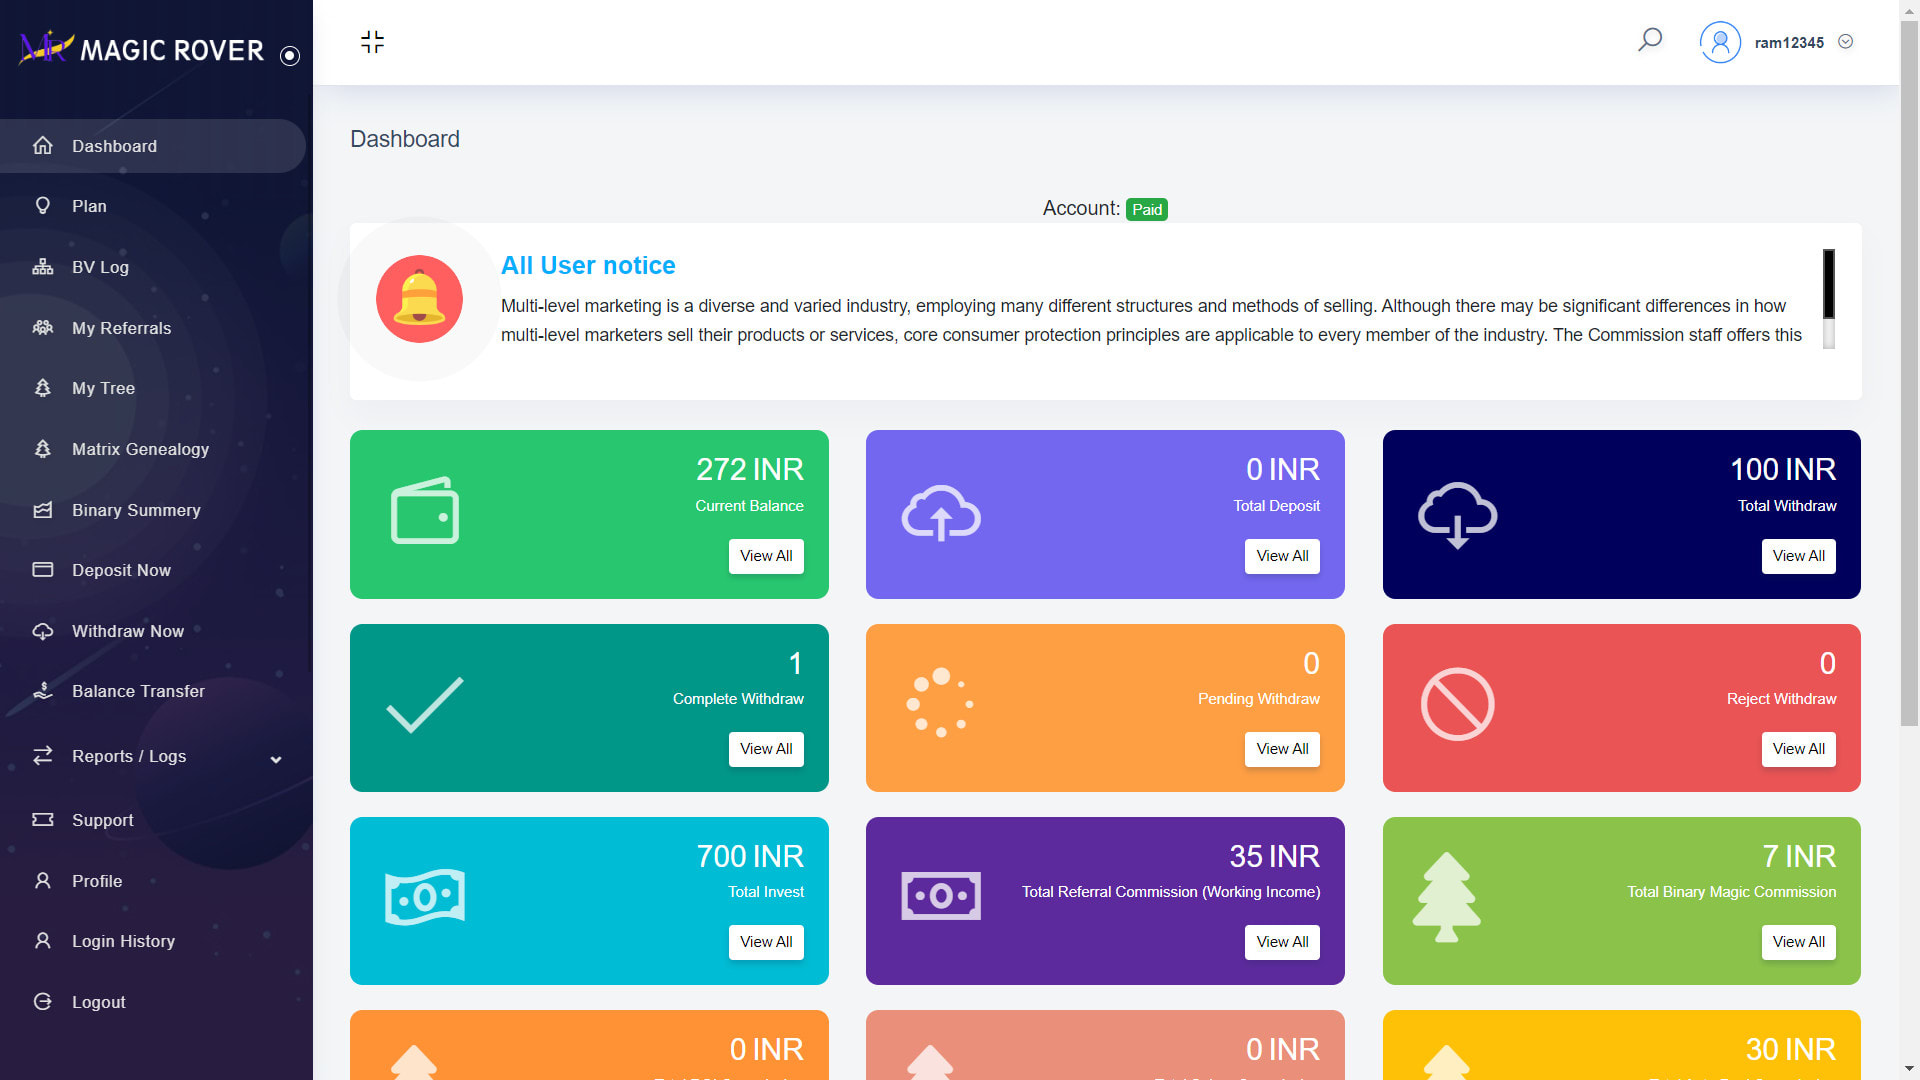 MR MAGIC ROVER
ram12345
Dashboard
Plan
BV Log
My Referrals
My Tree
Matrix Genealogy
Binary Summery
Deposit Now
Withdraw Now
Balance Transfer
Reports / Logs
Support
Profile
Login History
Logout
Dashboard
Account: Paid
All User notice
Multi-level marketing is a diverse and varied industry, employing many different structures and methods of selling. Although there may be significant differences in how
multi-level marketers sell their products or services, core consumer protection principles are applicable to every member of the industry. The Commission staff offers this
272 INR
Current Balance
View All
0 INR
Total Deposit
View All
100 INR
Total Withdraw
View All
1
Complete Withdraw
View All
0
Pending Withdraw
View All
0
Reject Withdraw
View All
700 INR
Total Invest
View All
35 INR
Total Referral Commission (Working Income)
View All
7 INR
Total Binary Magic Commission
View All
0 INR
0 INR
30 INR